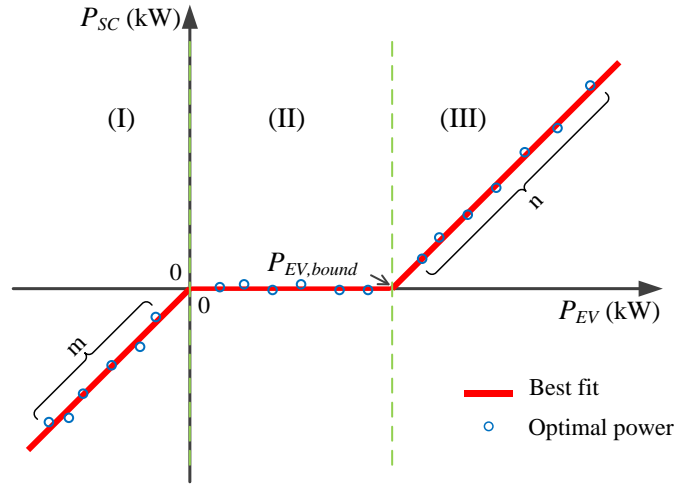 P_SC (kW)
(I)
(II)
(III)
n
P_EV,bound
0
0
P_EV (kW)
m
Best fit
Optimal power